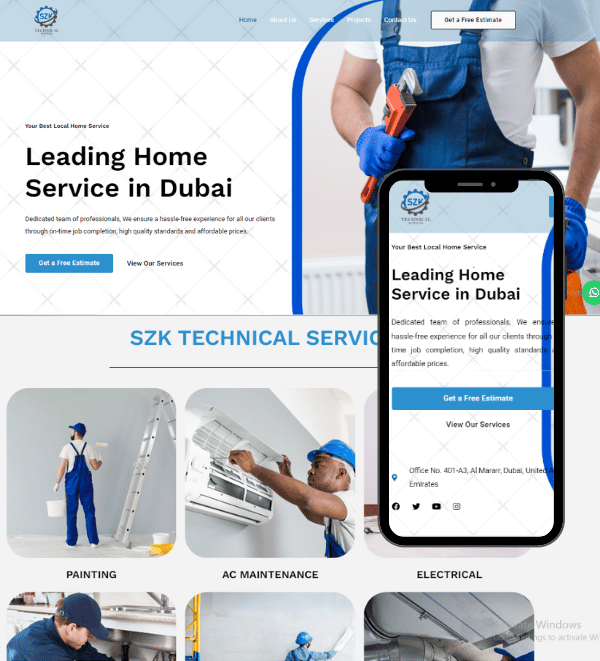 SZK
TECHNICAL
Home About Us Services Projects Contact Us Get a Free Estimate
Your Best Local Home Service
Leading Home
Service in Dubai
Dedicated team of professionals, We ensure a hassle-free experience for all our clients
through on-time job completion, high quality standards and affordable prices.
Get a Free Estimate View Our Services
SZK TECHNICAL SERVIC
PAINTING AC MAINTENANCE ELECTRICAL
SZK
TECHNICAL
Your Best Local Home Service
Leading Home
Service in Dubai
Dedicated team of professionals, We ensure
hassle-free experience for all our clients through
time job completion, high quality standards
affordable prices.
Get a Free Estimate
View Our Services
Office No. 401-A3, Al Mararr, Dubai, United A
Emirates
ate Windows
ings to activate Wi